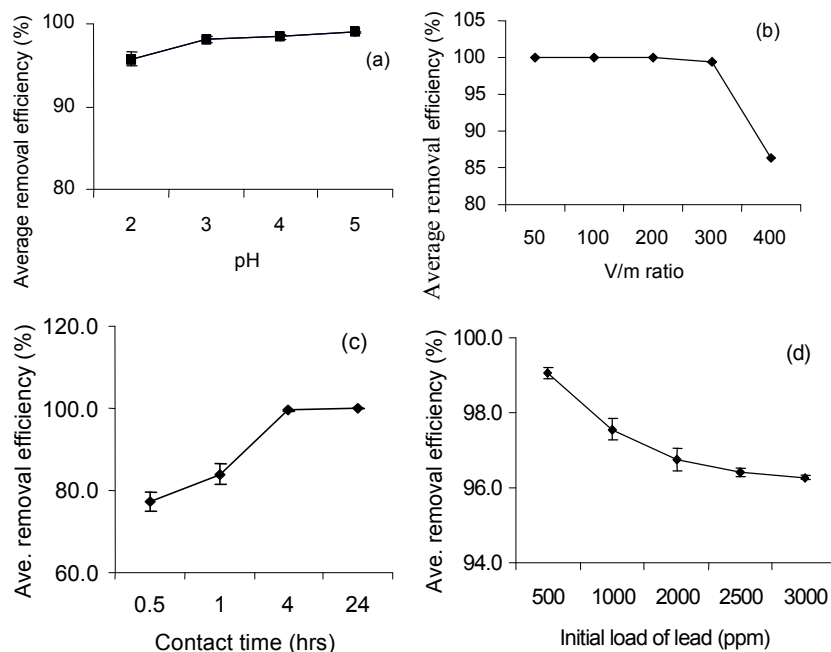 Average removal efficiency (%)
100
90
80
(a)
2 3 4 5
pH
Average removal efficiency (%)
105
100
95
90
85
80
(b)
50 100 200 300 400
V/m ratio
Ave. removal efficiency (%)
120.0
100.0
80.0
60.0
(c)
0.5 1 4 24
Contact time (hrs)
Ave. removal efficiency (%)
100.0
98.0
96.0
94.0
(d)
500 1000 2000 2500 3000
Initial load of lead (ppm)